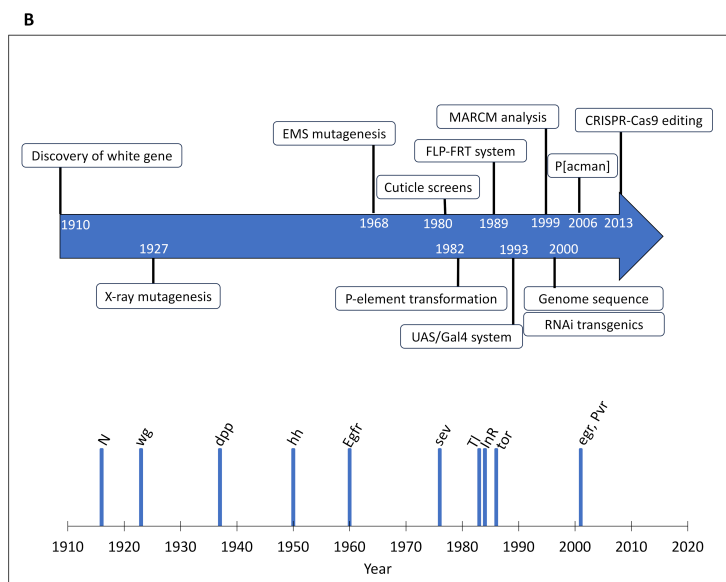 B
MARCM analysis
CRISPR-Cas9 editing
EMS mutagenesis
FLP-FRT system
Discovery of white gene
P[acman]
Cuticle screens
1910
1968
1980
1989
1999
2006
2013
1927
1982
1993
2000
X-ray mutagenesis
P-element transformation
Genome sequence
RNAi transgenics
UAS/Gal4 system
N
wg
dpp
hh
Egfr
sev
Tl
InR
tor
egr, Pvr
1910 1920 1930 1940 1950 1960 1970 1980 1990 2000 2010 2020
Year